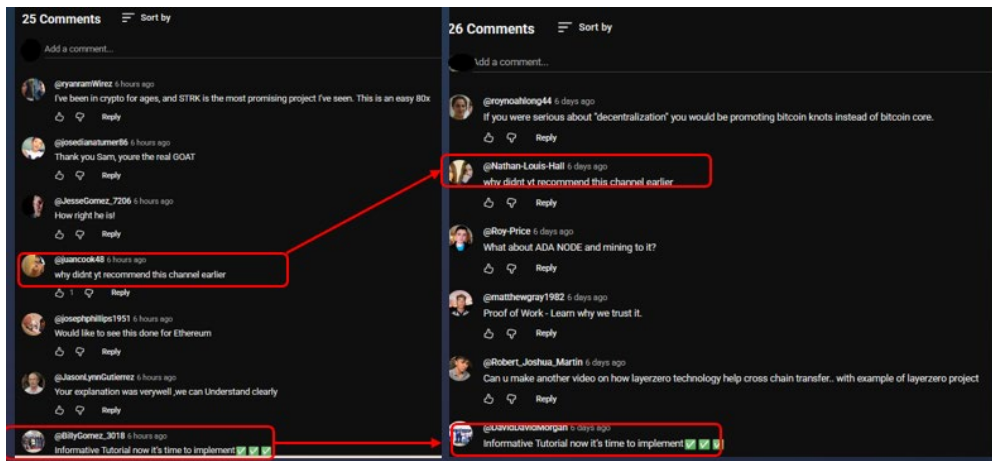 25 Comments Sort by
Add a comment...
@ryanramWirez 6 hours ago
I've been in crypto for ages, and STRK is the most promising project I've seen. This is an easy 80x
Reply
@josedianaturner86 6 hours ago
Thank you Sam, youre the real GOAT
Reply
@JesseGomez_7206 6 hours ago
How right he is!
Reply
@juancook48 6 hours ago
why didnt yt recommend this channel earlier
1 Reply
@josephphillips1951 6 hours ago
Would like to see this done for Ethereum
Reply
@JasonLynnGutierrez 6 hours ago
Your explanation was verywell ,we can Understand clearly
Reply
@BillyGomez_3018 6 hours ago
Informative Tutorial now it's time to implement✅ ✅ ✅
26 Comments Sort by
Add a comment...
@roynoahlong44 6 days ago
If you were serious about "decentralization" you would be promoting bitcoin knots instead of bitcoin core.
Reply
@Nathan-Louis-Hall 6 days ago
why didnt yt recommend this channel earlier
Reply
@Roy-Price 6 days ago
What about ADA NODE and mining to it?
Reply
@matthewgray1982 6 days ago
Proof of Work - Learn why we trust it.
Reply
@Robert_Joshua_Martin 6 days ago
Can u make another video on how layerzero technology help cross chain transfer.. with example of layerzero project
Reply
@DavidDavidMorgan 6 days ago
Informative Tutorial now it's time to implement✅ ✅ ✅